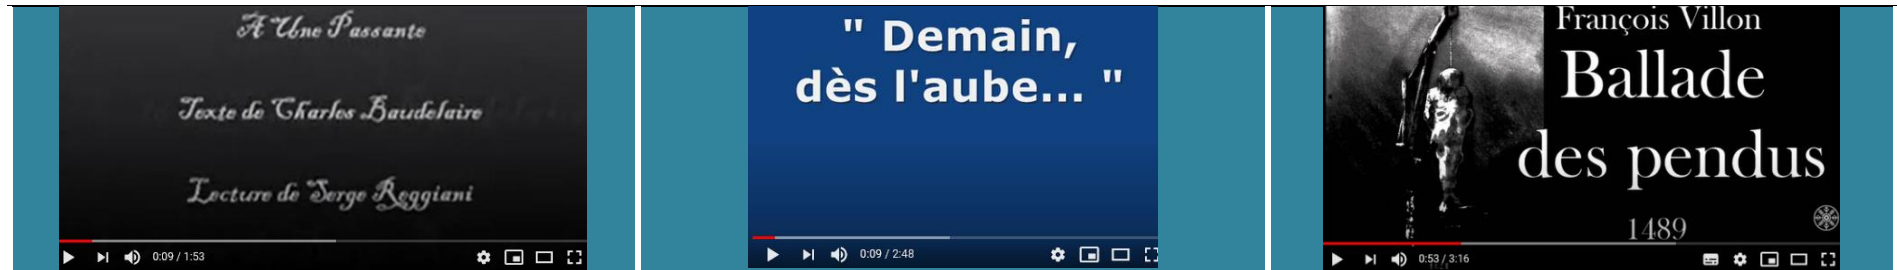 A Une Passante
Texte de Charles Baudelaire
Lecture de Serge Reggiani
0:09 / 1:53
" Demain,
dès l'aube... "
0:09 / 2:48
François Villon
Ballade
des pendus
1489
0:53 / 3:16